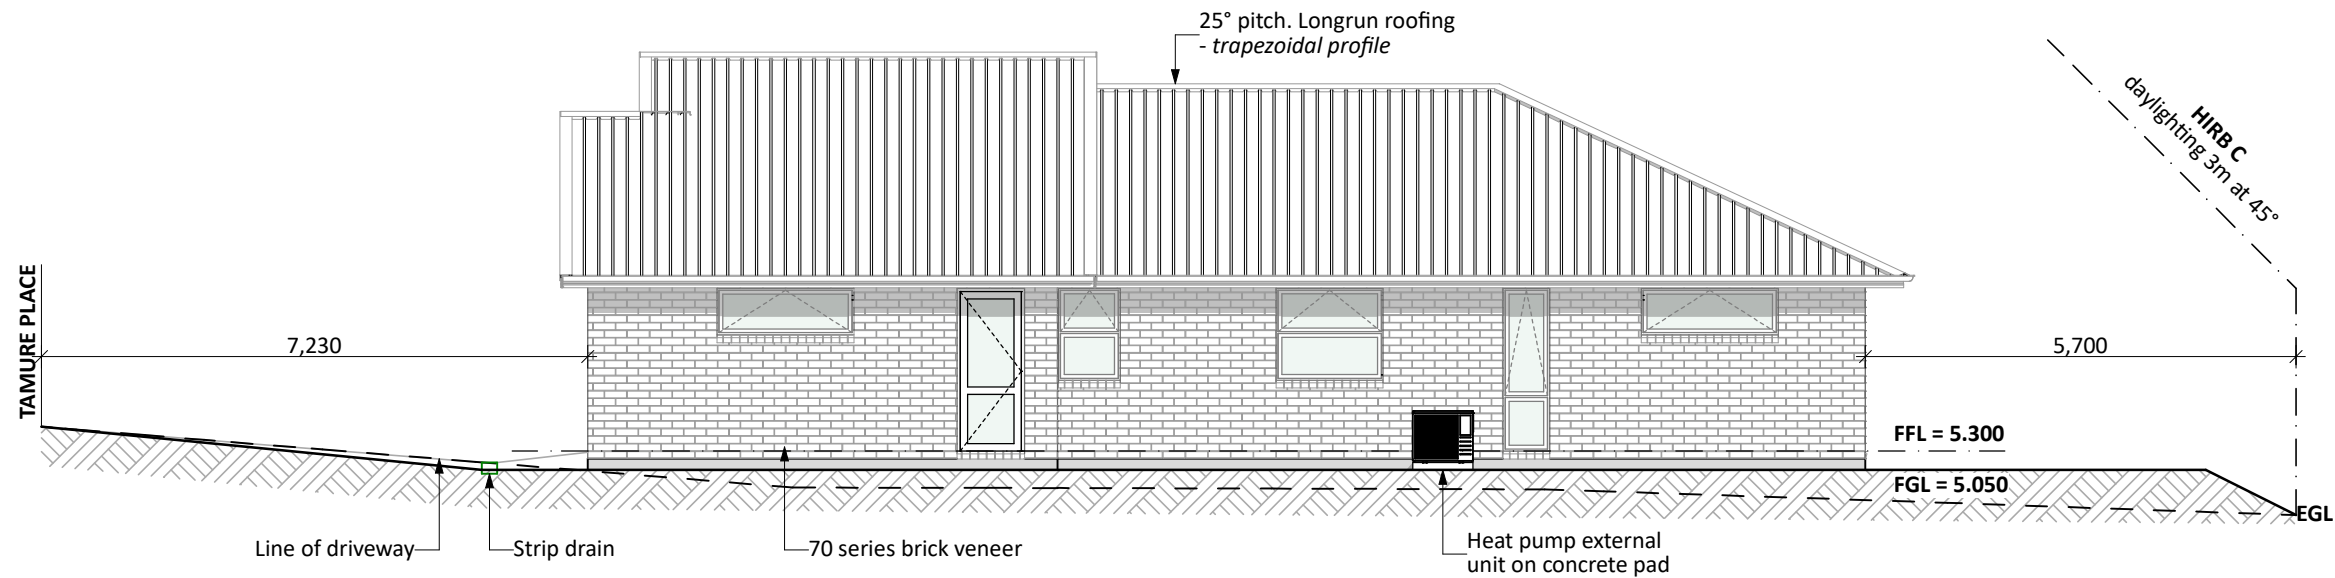 25° pitch. Longrun roofing
- trapezoidal profile
HIRB C
daylighting 3m at 45°
TAMURE PLACE
7,230
5,700
FFL = 5.300
FGL = 5.050
EGL
Line of driveway
Strip drain
70 series brick veneer
Heat pump external
unit on concrete pad